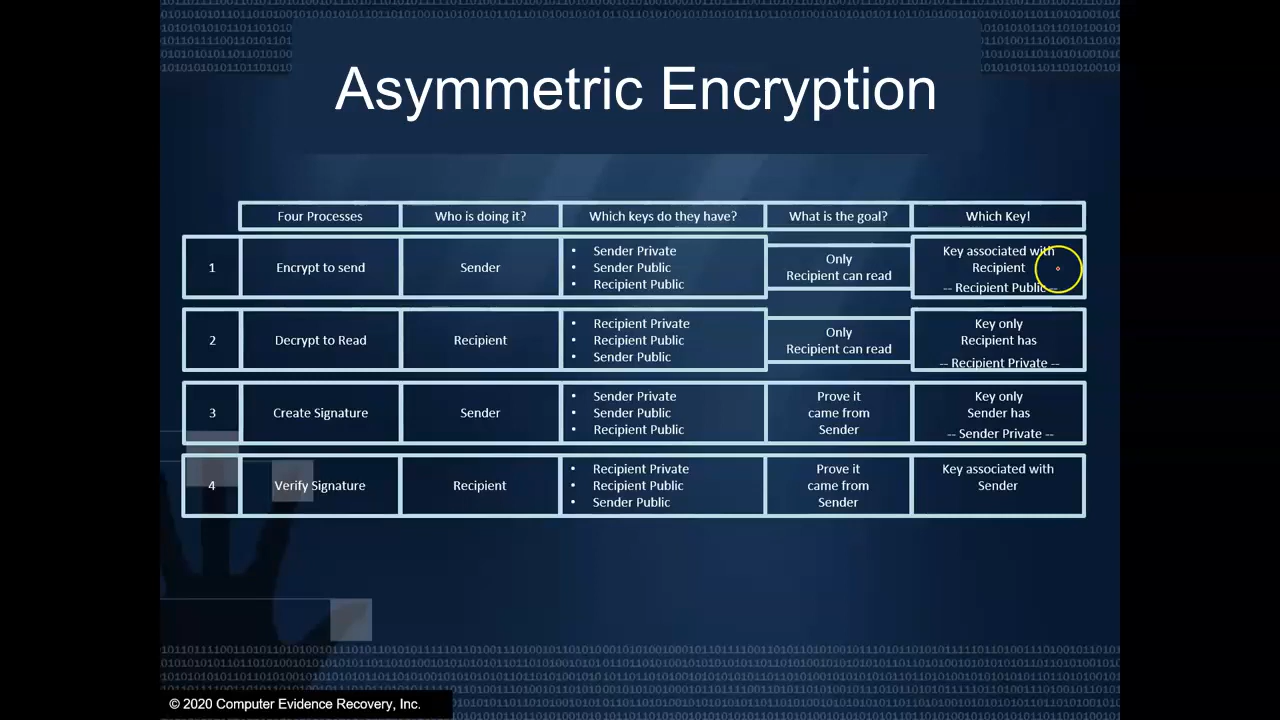 Asymmetric Encryption
Four Processes
Who is doing it?
Which keys do they have?
What is the goal?
Which Key!
1
Encrypt to send
Sender
• Sender Private
• Sender Public
• Recipient Public
Only
Recipient can read
Key associated with
Recipient
-- Recipient Public --
2
Decrypt to Read
Recipient
• Recipient Private
• Recipient Public
• Sender Public
Only
Recipient can read
Key only
Recipient has
-- Recipient Private --
3
Create Signature
Sender
• Sender Private
• Sender Public
• Recipient Public
Prove it
came from
Sender
Key only
Sender has
-- Sender Private --
4
Verify Signature
Recipient
• Recipient Private
• Recipient Public
• Sender Public
Prove it
came from
Sender
Key associated with
Sender
© 2020 Computer Evidence Recovery, Inc.